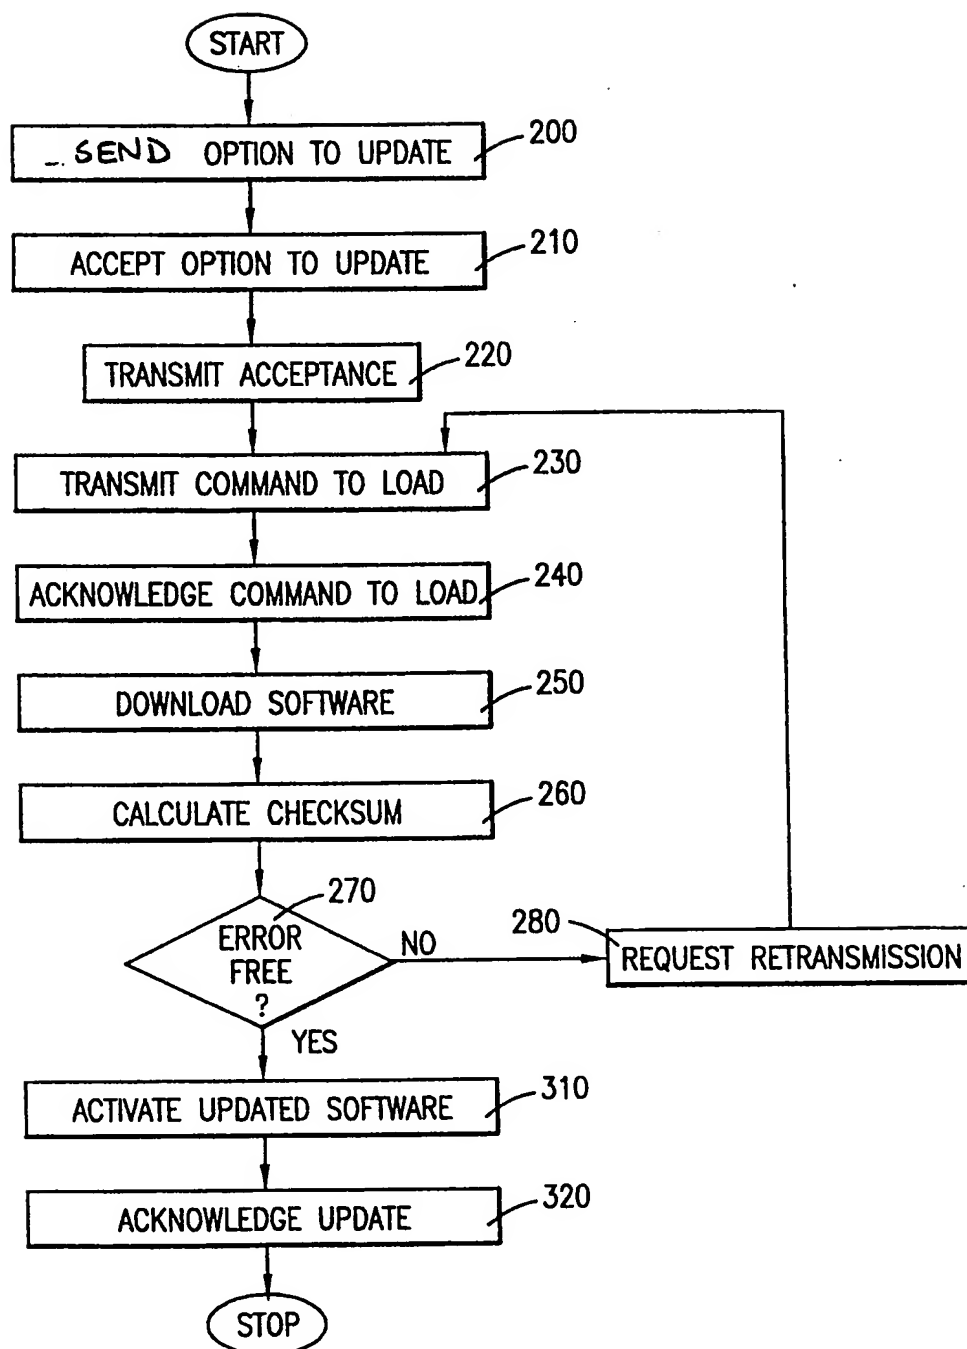 START
SEND OPTION TO UPDATE
200
ACCEPT OPTION TO UPDATE
210
TRANSMIT ACCEPTANCE
220
TRANSMIT COMMAND TO LOAD
230
ACKNOWLEDGE COMMAND TO LOAD
240
DOWNLOAD SOFTWARE
250
CALCULATE CHECKSUM
260
270
ERROR
FREE
?
NO
280
REQUEST RETRANSMISSION
YES
ACTIVATE UPDATED SOFTWARE
310
ACKNOWLEDGE UPDATE
320
STOP